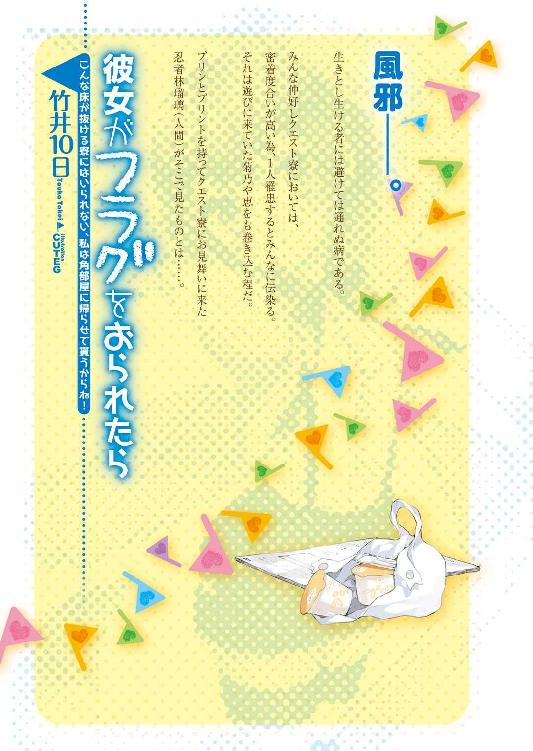 風邪――。
生きとし生ける者には避けては通れぬ病である。
みんな仲好しクエスト寮においては、
密着度合いが高い為、1人罹患するとみんなに伝染る。
それは遊びに来ていた菊乃や恵をも巻き込む程だ。
プリンとプリントを持ってクエスト寮にお見舞いに来た
忍者林瑠璃(人間)がそこで見たものとは……。
彼女がフラグをおられたら
こんな床が抜ける寮にはいられない、私は角部屋に帰らせて貰うからね!
竹井10日
Touka Takei
Illustration
CUTEG